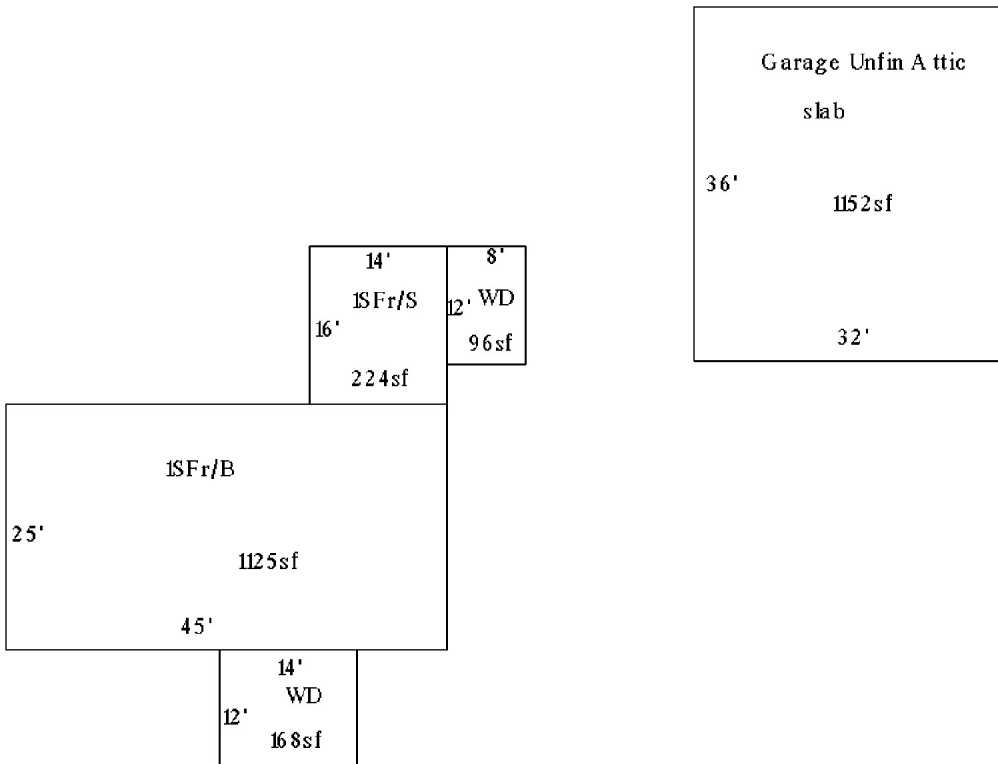 Garage Unfin Attic
slab
36'
1152sf
32'
14'
1SFr/S
16'
224sf
8'
12' WD
96sf
1SFr/B
25'
1125sf
45'
14'
WD
12'
168sf